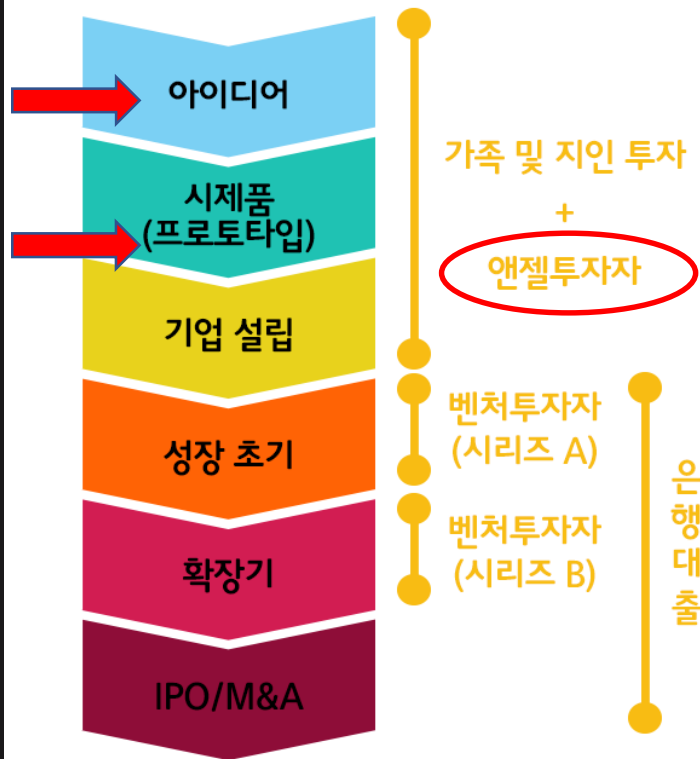 아이디어
시제품
(프로토타입)
기업 설립
성장 초기
확장기
IPO/M&A
가족 및 지인 투자
+
앤젤투자자
벤처투자자
(시리즈 A)
벤처투자자
(시리즈 B)
은
행
대
출